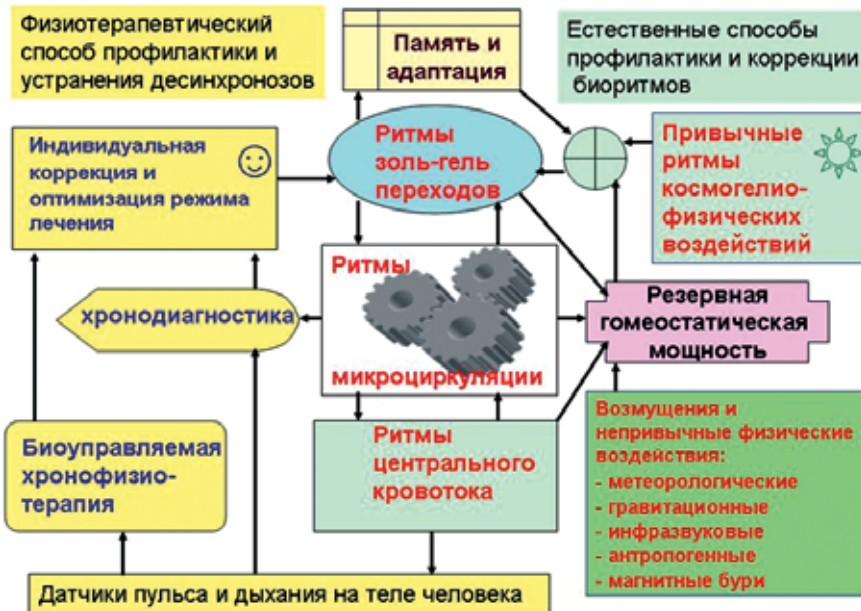 Физиотерапевтический
способ профилактики и
устранения десинхронозов
Память и
адаптация
Естественные способы
профилактики и коррекции
биоритмов
Индивидуальная
коррекция и
оптимизация режима
лечения
Ритмы
золь-гель
переходов
Привычные
ритмы
космогелио-
физических
воздействий
хронодиагностика
Ритмы
микроциркуляции
Резервная
гомеостатическая
мощность
Биоуправляемая
хронофизио-
терапия
Ритмы
центрального
кровотока
Возмущения и
непривычные физические
воздействия:
- метеорологические
- гравитационные
- инфразвуковые
- антропогенные
- магнитные бури
Датчики пульса и дыхания на теле человека